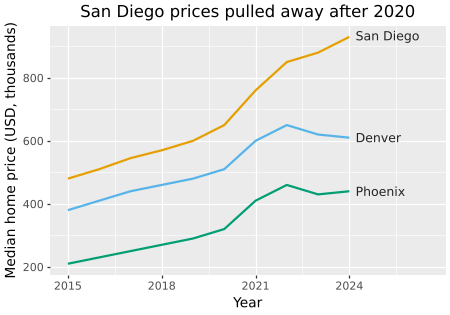 San Diego prices pulled away after 2020
Median home price (USD, thousands)
800
600
400
200
San Diego
Denver
Phoenix
2015
2018
2021
2024
Year